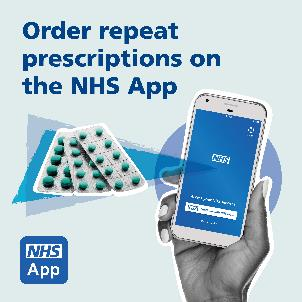 Order repeat
prescriptions on
the NHS App
NHS
NHS
App